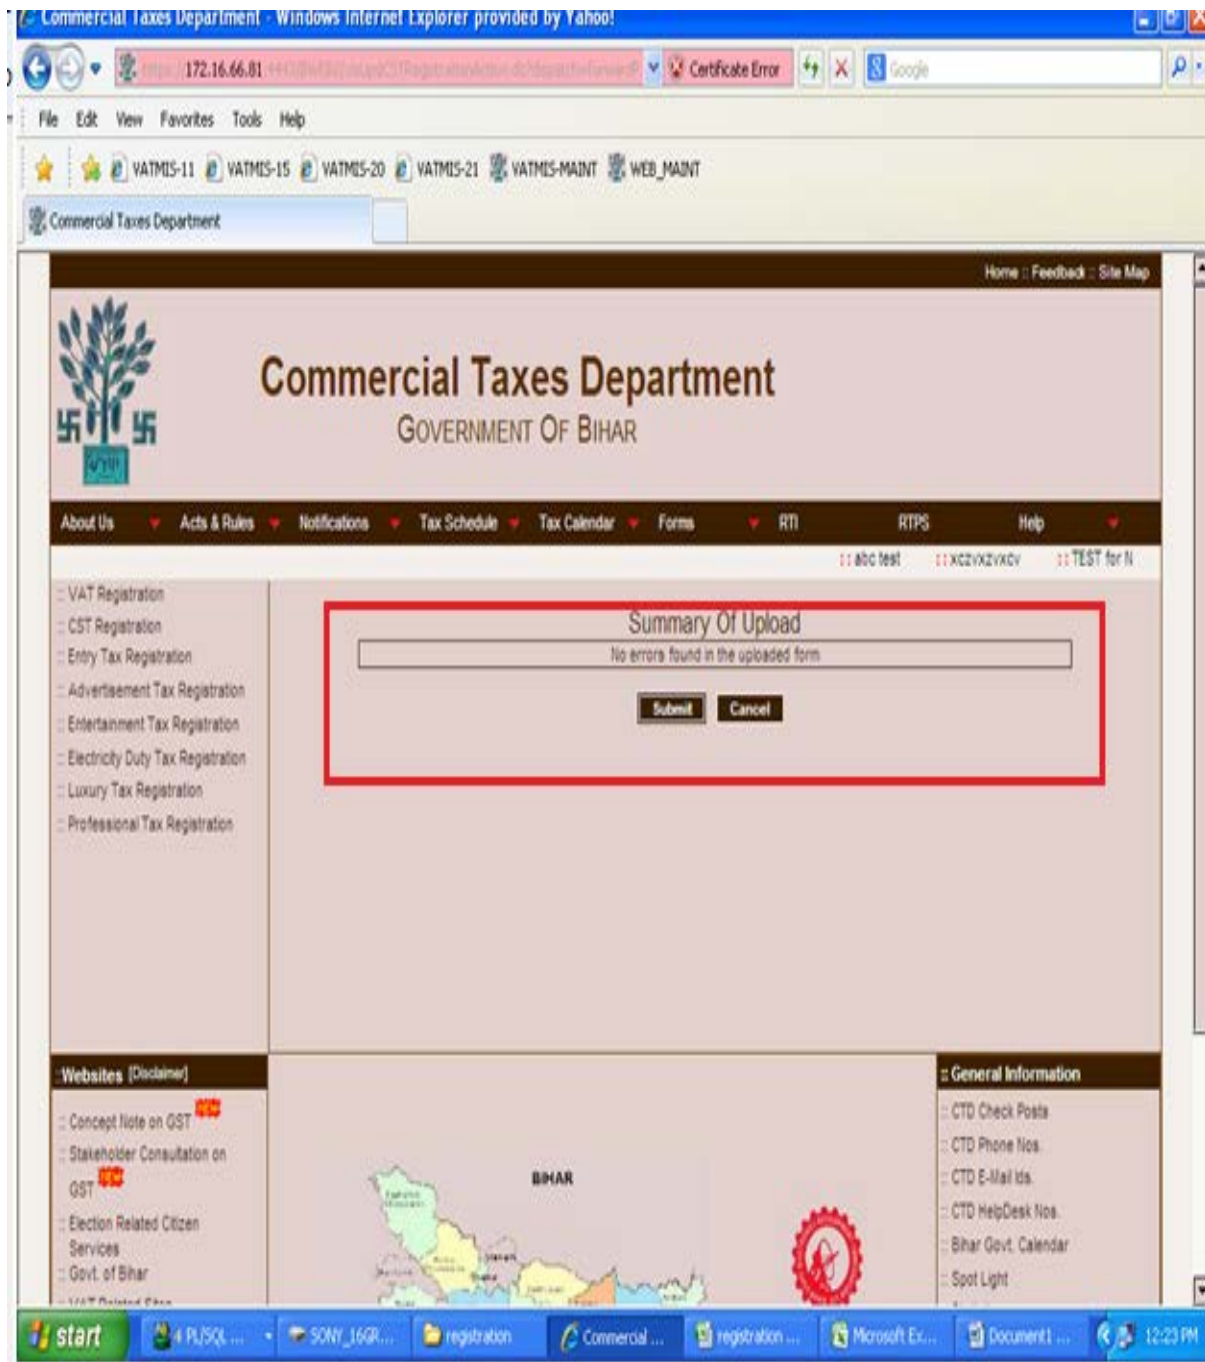 Commercial Taxes Department - Windows Internet Explorer provided by Yahoo!
172.16.66.81
Certificate Error
Google
File Edit View Favorites Tools Help
VATMIS-11 VATMIS-15 VATMIS-20 VATMIS-21 VATMIS-MAINT WEB_MAINT
Commercial Taxes Department
Home :: Feedback :: Site Map
Commercial Taxes Department
GOVERNMENT OF BIHAR
About Us Acts & Rules Notifications Tax Schedule Tax Calendar Forms RTI RTPS Help
:: abc test :: xczvxzvxcv :: TEST for N
:: VAT Registration
:: CST Registration
:: Entry Tax Registration
:: Advertisement Tax Registration
:: Entertainment Tax Registration
:: Electricity Duty Tax Registration
:: Luxury Tax Registration
:: Professional Tax Registration
Summary Of Upload
No errors found in the uploaded form
Submit Cancel
::Websites [Disclaimer]
:: Concept Note on GST NEW
:: Stakeholder Consultation on
GST NEW
:: Election Related Citizen
Services
:: Govt. of Bihar
BIHAR
:: General Information
:: CTD Check Posts
:: CTD Phone Nos.
:: CTD E-Mail Ids.
:: CTD HelpDesk Nos.
:: Bihar Govt. Calendar
:: Spot Light
start 4 PL/SQL ... SONY_16GR... registration Commercial ... registration ... Microsoft Ex... Document1 ... 12:23 PM